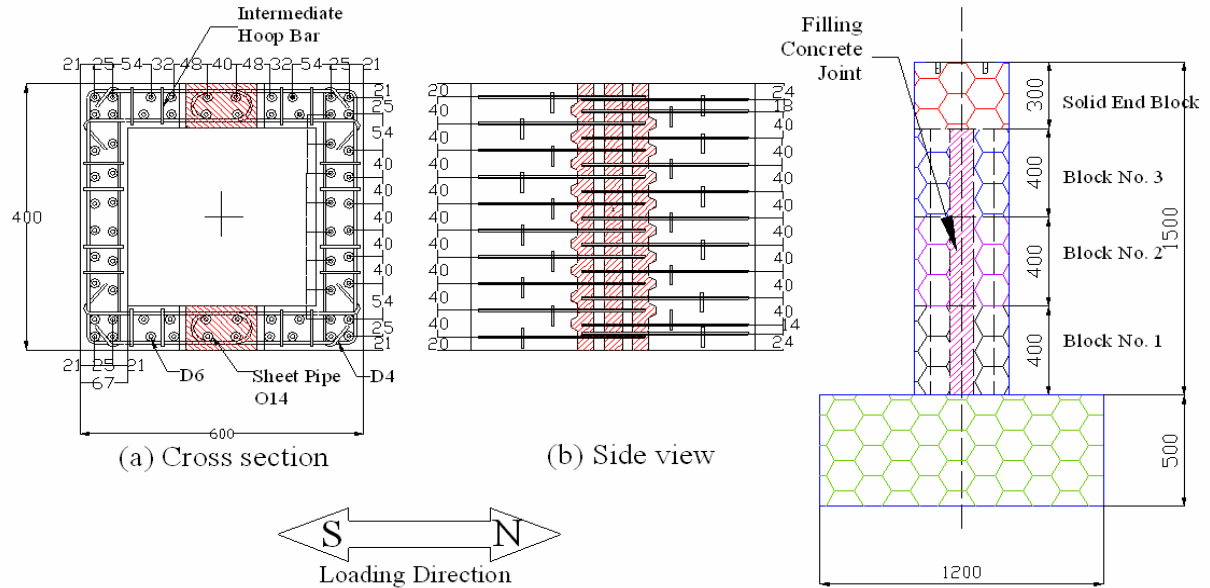 Intermediate
Hoop Bar
21 25 54 32 48 40 48 32 54 25 21
21
25
54
40
40
40
40
40
54
25
21
400
21 25 21
67
D6
Sheet Pipe
O14
D4
600
(a) Cross section
20
40
40
40
40
40
40
40
40
20
24
18
40
40
40
40
40
40
40
14
24
(b) Side view
S N
Loading Direction
Filling
Concrete
Joint
300
Solid End Block
400
Block No. 3
400
Block No. 2
400
Block No. 1
1500
500
1200